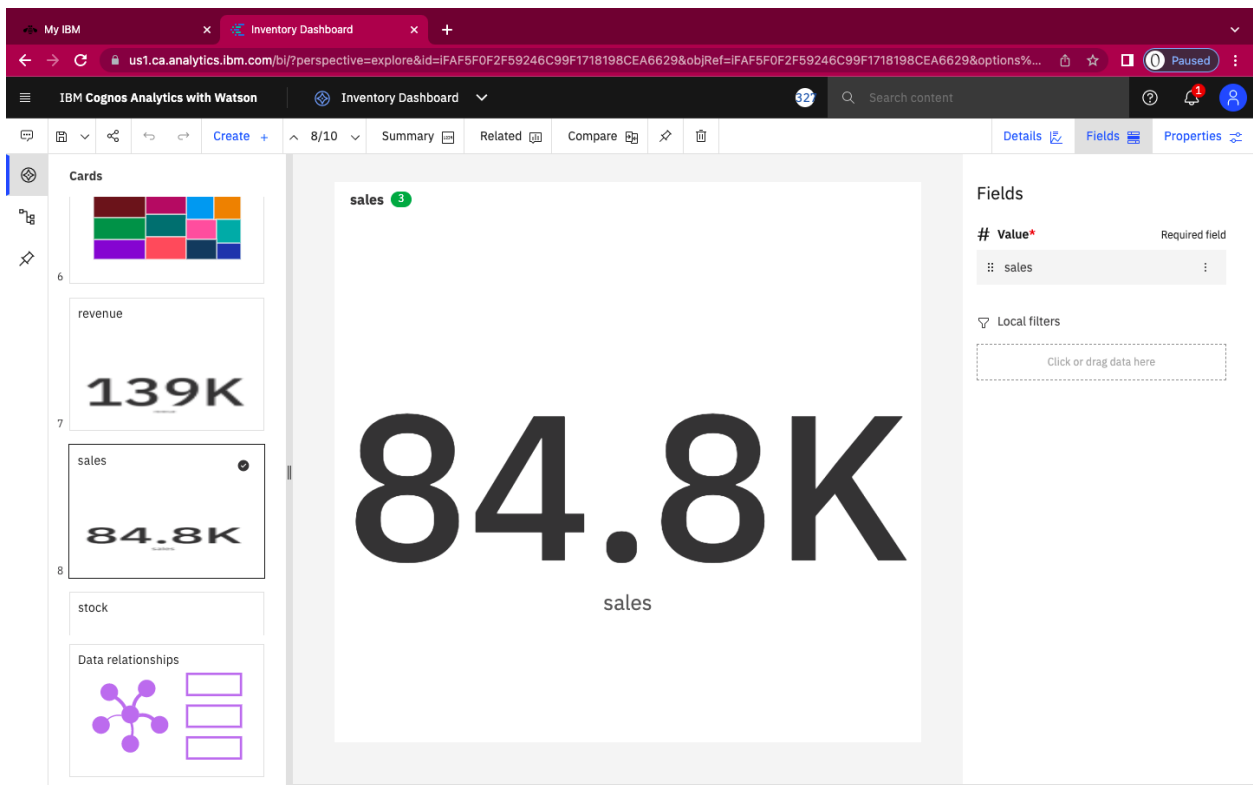 My IBM
Inventory Dashboard
us1.ca.analytics.ibm.com/bi/?perspective=explore&id=iFAF5F0F2F59246C99F1718198CEA6629&objRef=iFAF5F0F2F59246C99F1718198CEA6629&options%...
Paused
IBM Cognos Analytics with Watson
Inventory Dashboard
Search content
1
Create +
8/10
Summary
Related
Compare
Details
Fields
Properties
Cards
6
revenue
139K
7
sales
84.8K
sales
8
stock
Data relationships
sales 3
84.8K
sales
Fields
# Value*
Required field
sales
Local filters
Click or drag data here